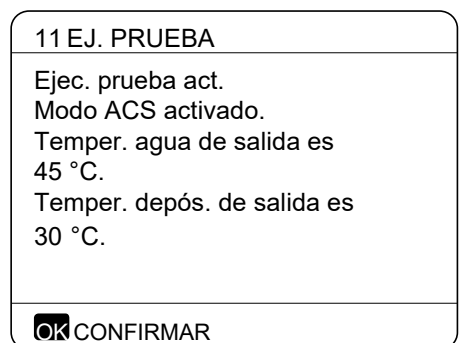 11 EJ. PRUEBA
Ejec. prueba act.
Modo ACS activado.
Temper. agua de salida es
45 °C.
Temper. depós. de salida es
30 °C.
OK CONFIRMAR